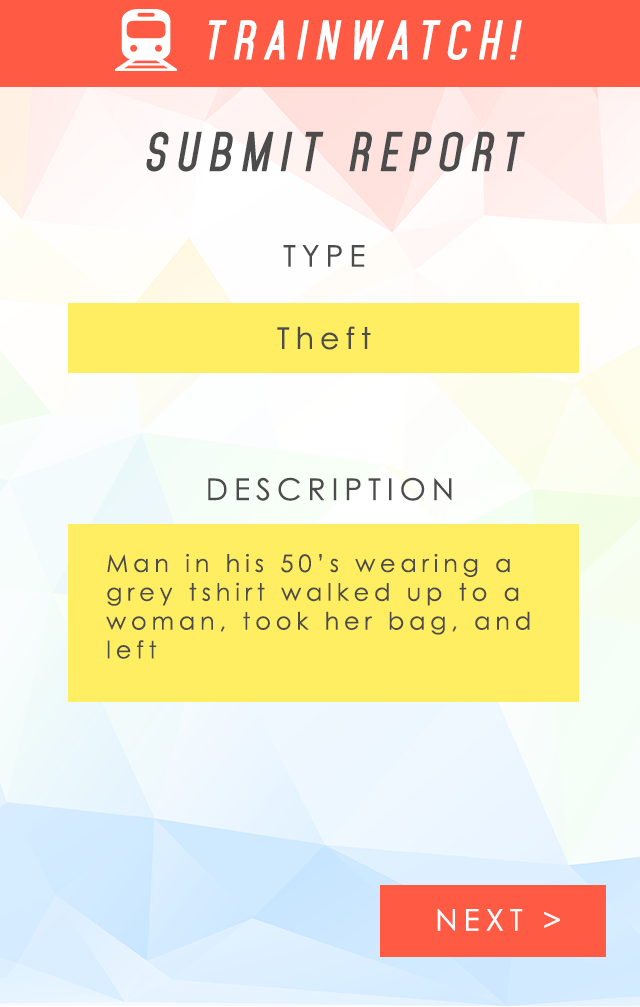 TRAINWATCH!
SUBMIT REPORT
TYPE
Theft
DESCRIPTION
Man in his 50's wearing a
grey tshirt walked up to a
woman, took her bag, and
left
NEXT >